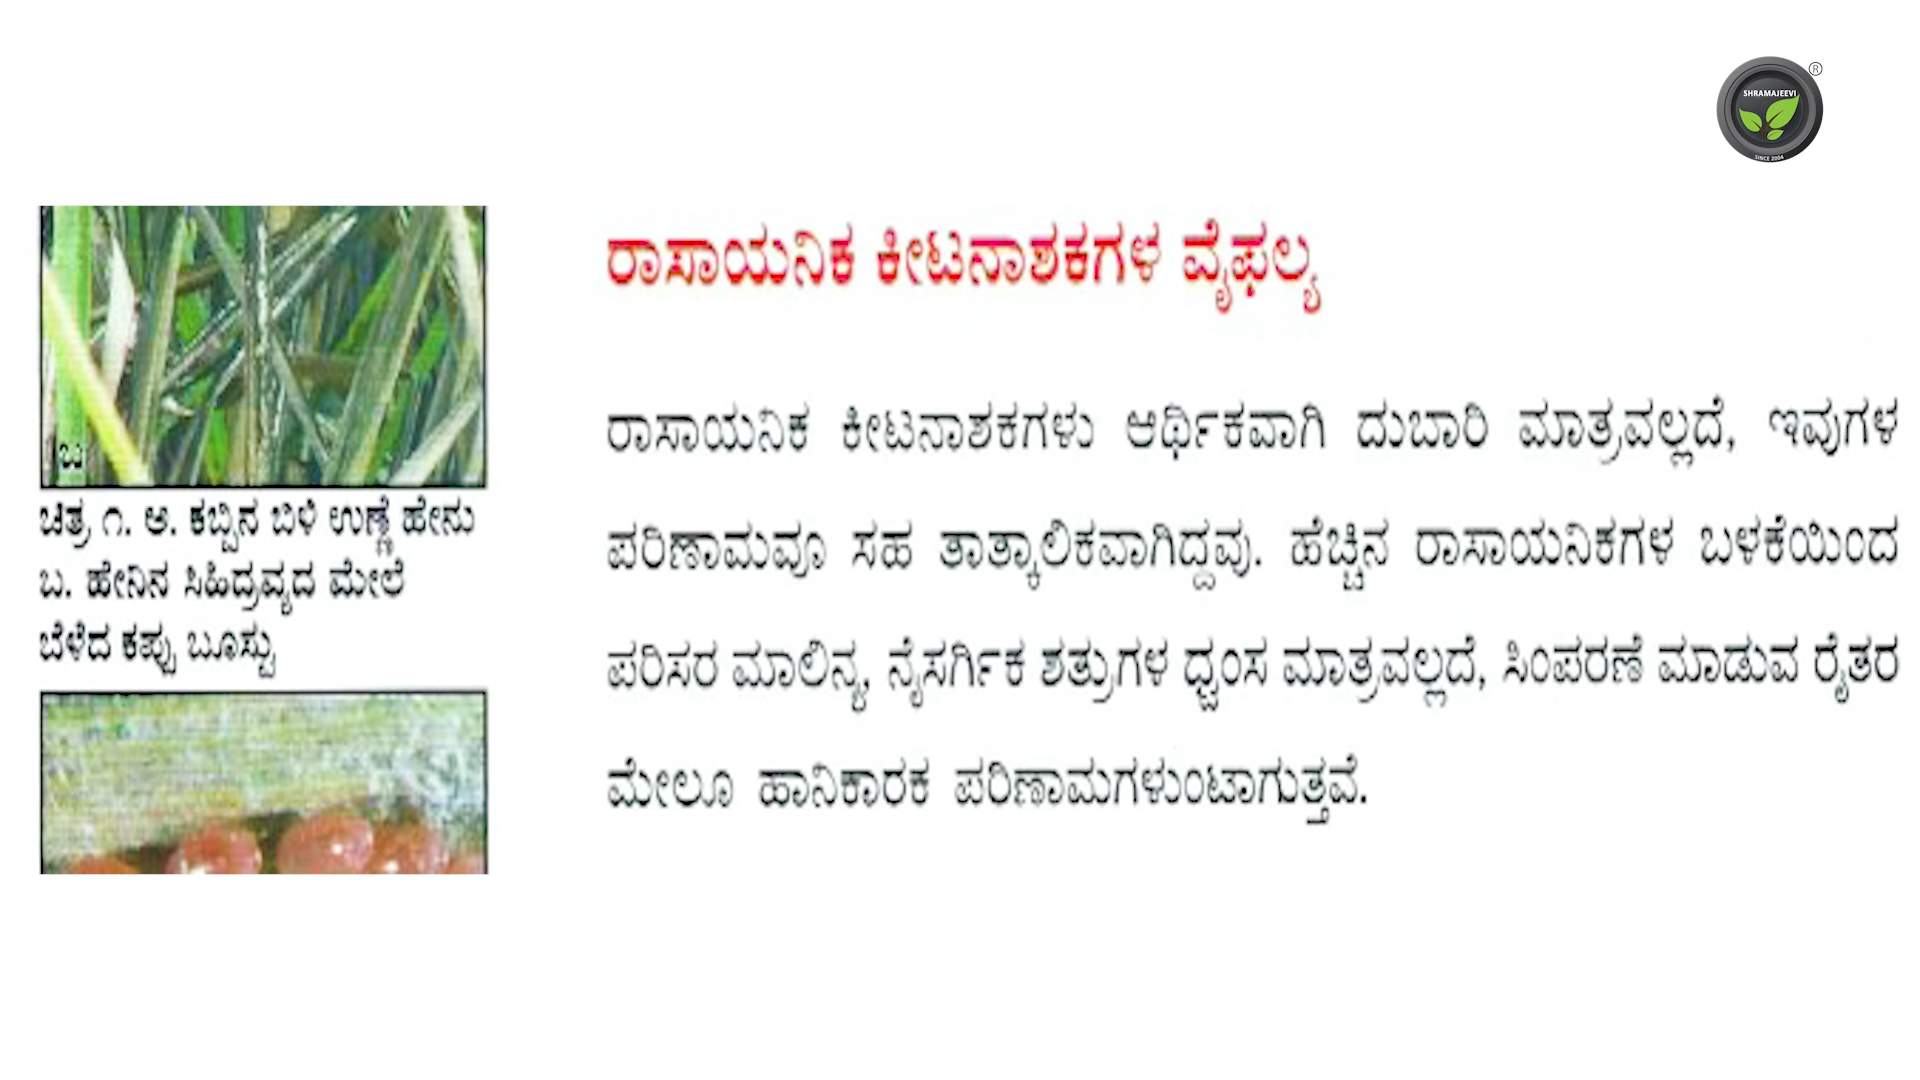 SHRAMAJEEVI
SINCE 2004
®
ಬ
ಚಿತ್ರ ೧. ಅ. ಕಬ್ಬಿನ ಬಿಳಿ ಉಣ್ಣೆ ಹೇನು
ಬ. ಹೇನಿನ ಸಿಹಿದ್ರವ್ಯದ ಮೇಲೆ
ಬೆಳೆದ ಕಪ್ಪು ಬೂಸ್ಟು
ರಾಸಾಯನಿಕ ಕೀಟನಾಶಕಗಳ ವೈಫಲ್ಯ
ರಾಸಾಯನಿಕ ಕೀಟನಾಶಕಗಳು ಆರ್ಥಿಕವಾಗಿ ದುಬಾರಿ ಮಾತ್ರವಲ್ಲದೆ, ಇವುಗಳ
ಪರಿಣಾಮವೂ ಸಹ ತಾತ್ಕಾಲಿಕವಾಗಿದ್ದವು. ಹೆಚ್ಚಿನ ರಾಸಾಯನಿಕಗಳ ಬಳಕೆಯಿಂದ
ಪರಿಸರ ಮಾಲಿನ್ಯ, ನೈಸರ್ಗಿಕ ಶತ್ರುಗಳ ಧ್ವಂಸ ಮಾತ್ರವಲ್ಲದೆ, ಸಿಂಪರಣೆ ಮಾಡುವ ರೈತರ
ಮೇಲೂ ಹಾನಿಕಾರಕ ಪರಿಣಾಮಗಳುಂಟಾಗುತ್ತವೆ.